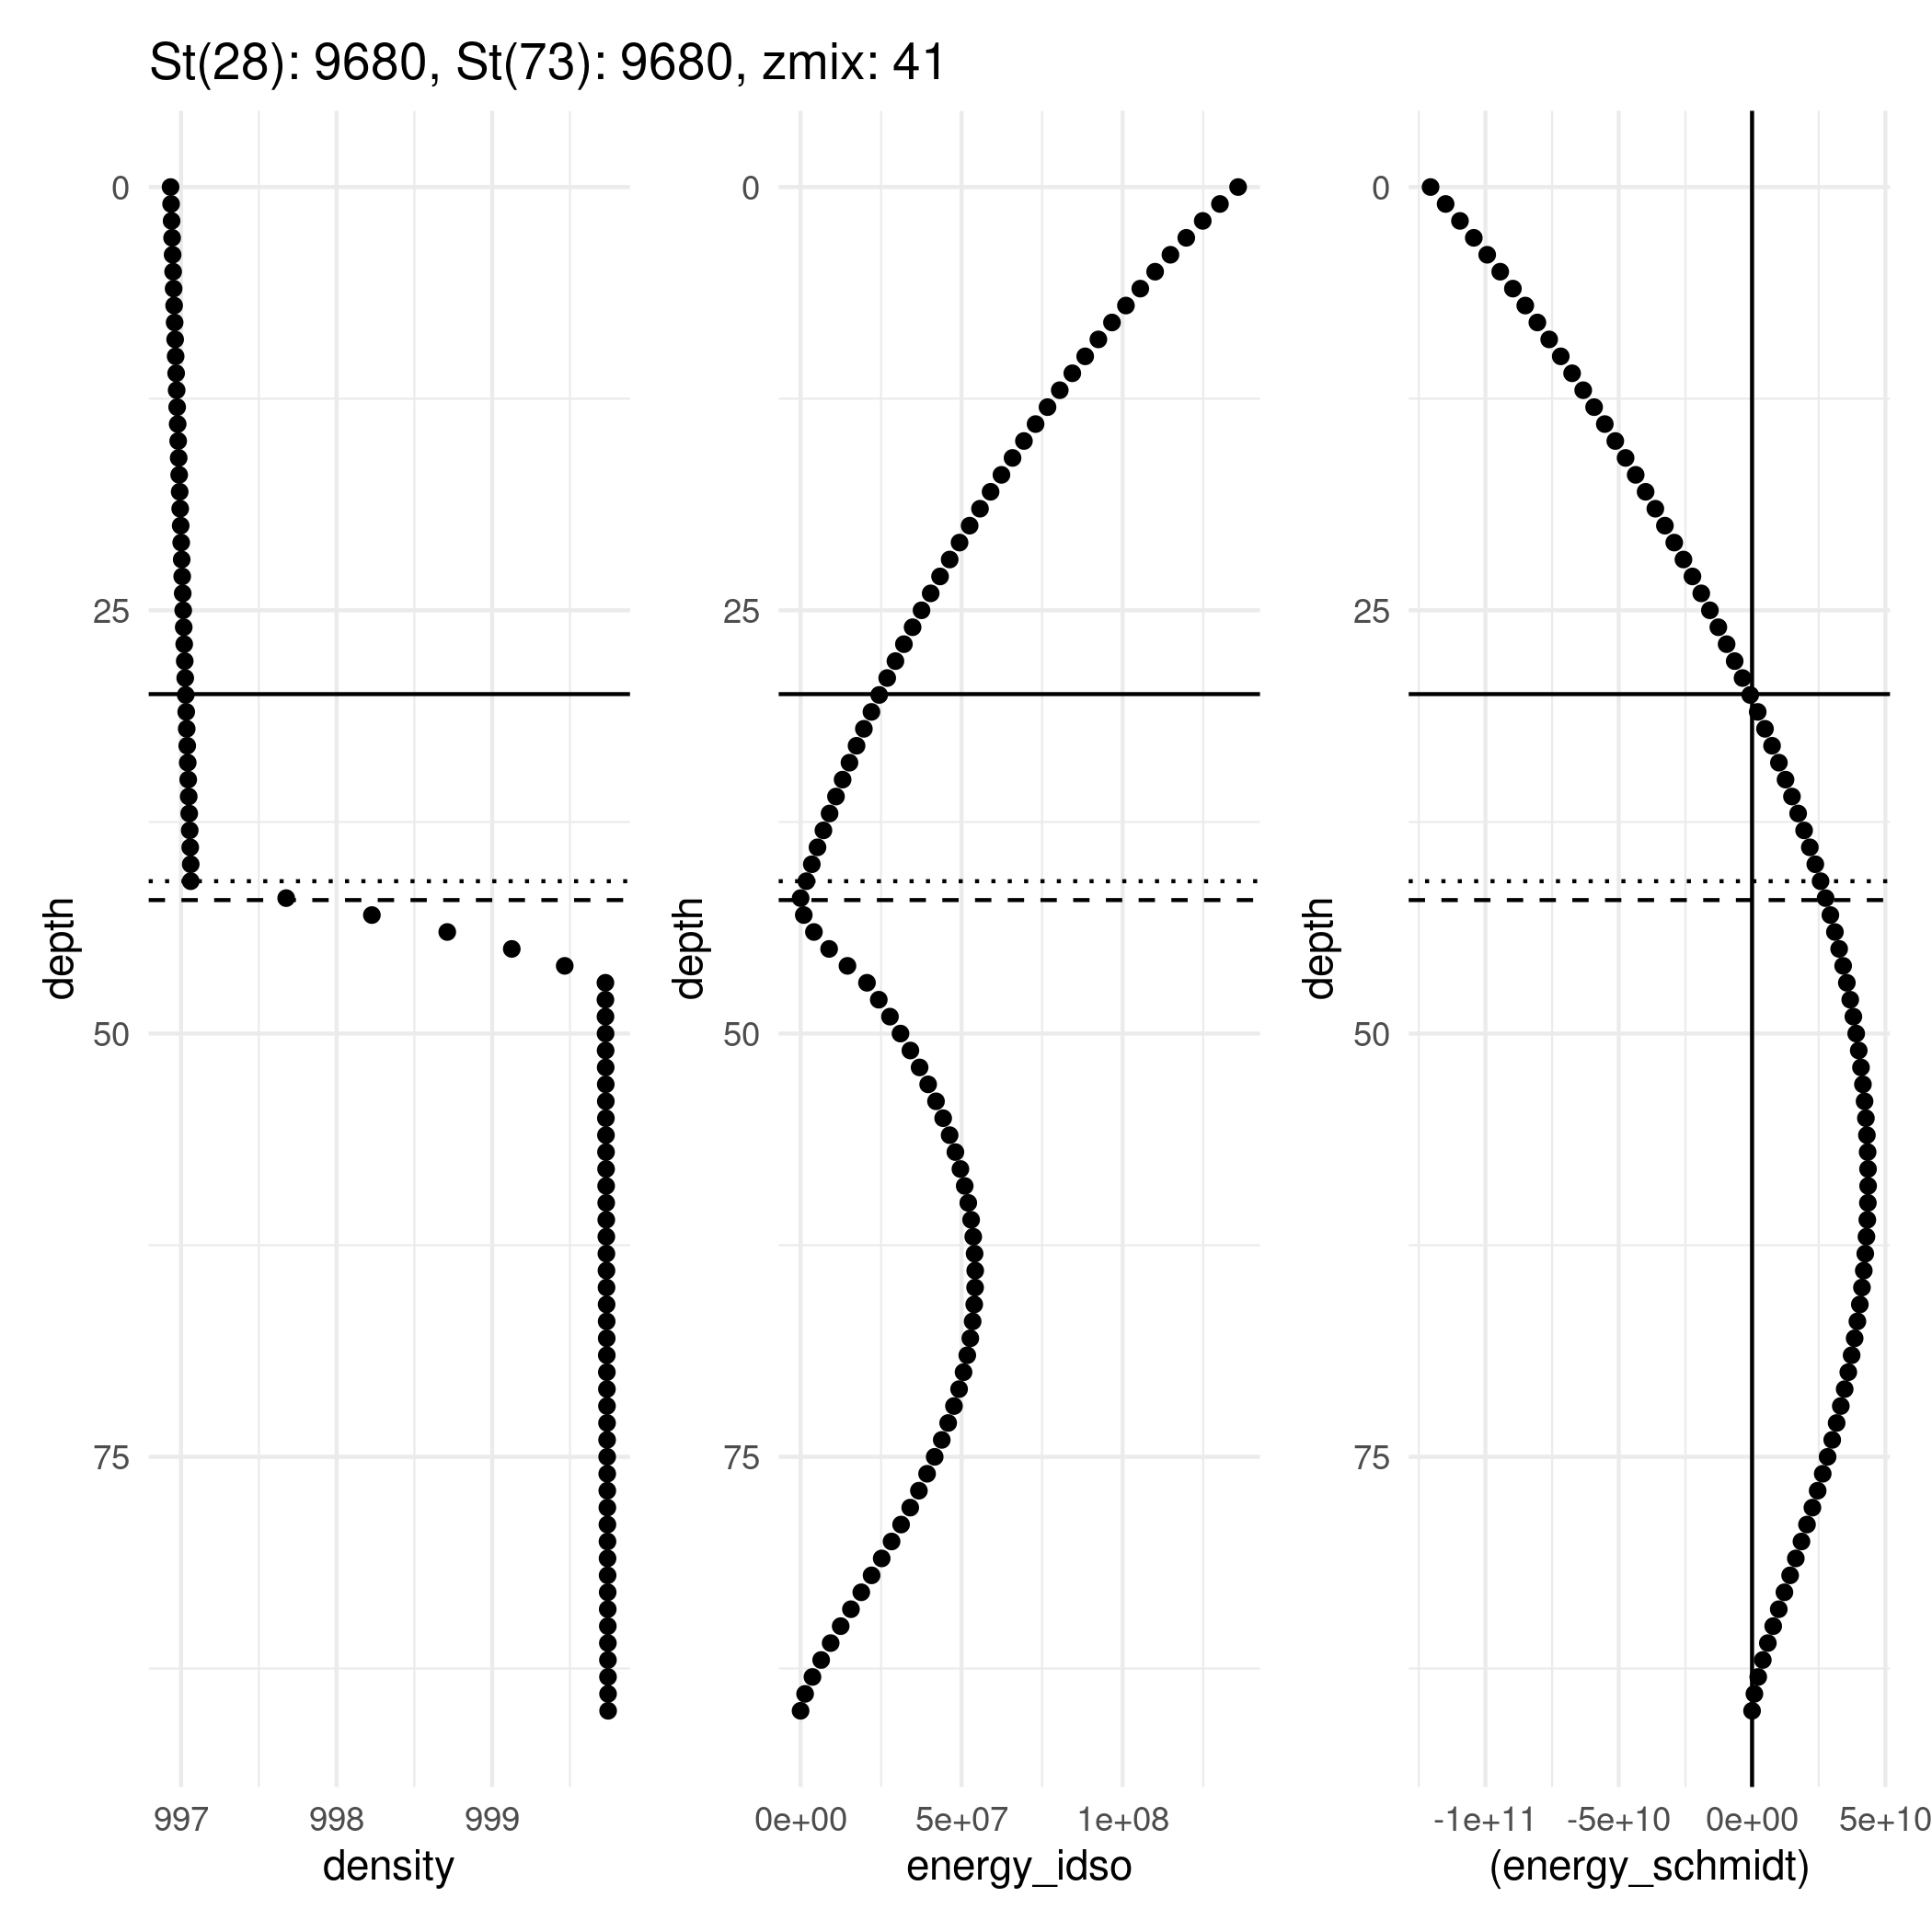 St(28): 9680, St(73): 9680, zmix: 41
0
25
50
75
depth
997 998 999
density
0
25
50
75
depth
0e+00 5e+07 1e+08
energy_idso
0
25
50
75
depth
-1e+11 -5e+10 0e+00 5e+10
(energy_schmidt)